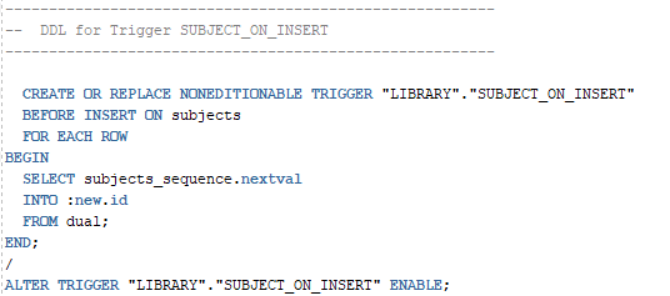 --------------------------------------------------------
--  DDL for Trigger SUBJECT_ON_INSERT
--------------------------------------------------------

  CREATE OR REPLACE NONEDITIONABLE TRIGGER "LIBRARY"."SUBJECT_ON_INSERT"
  BEFORE INSERT ON subjects
  FOR EACH ROW
BEGIN
  SELECT subjects_sequence.nextval
  INTO :new.id
  FROM dual;
END;
/
ALTER TRIGGER "LIBRARY"."SUBJECT_ON_INSERT" ENABLE;